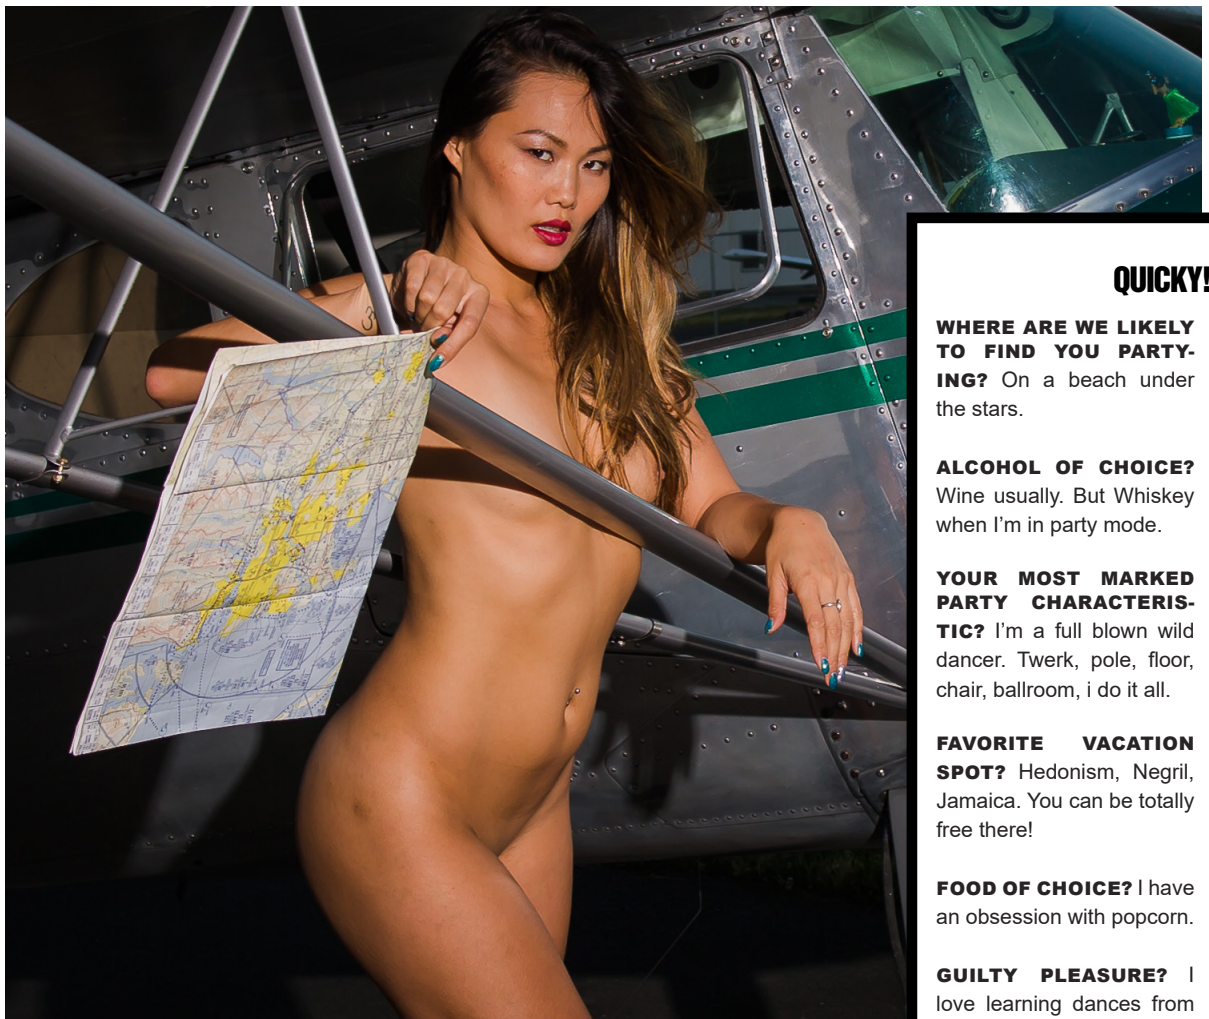 QUICKY!
WHERE ARE WE LIKELY
TO FIND YOU PARTY-
ING? On a beach under
the stars.
ALCOHOL OF CHOICE?
Wine usually. But Whiskey
when I'm in party mode.
YOUR MOST MARKED
PARTY CHARACTERIS-
TIC? I'm a full blown wild
dancer. Twerk, pole, floor,
chair, ballroom, i do it all.
FAVORITE VACATION
SPOT? Hedonism, Negril,
Jamaica. You can be totally
free there!
FOOD OF CHOICE? I have
an obsession with popcorn.
GUILTY PLEASURE? I
love learning dances from